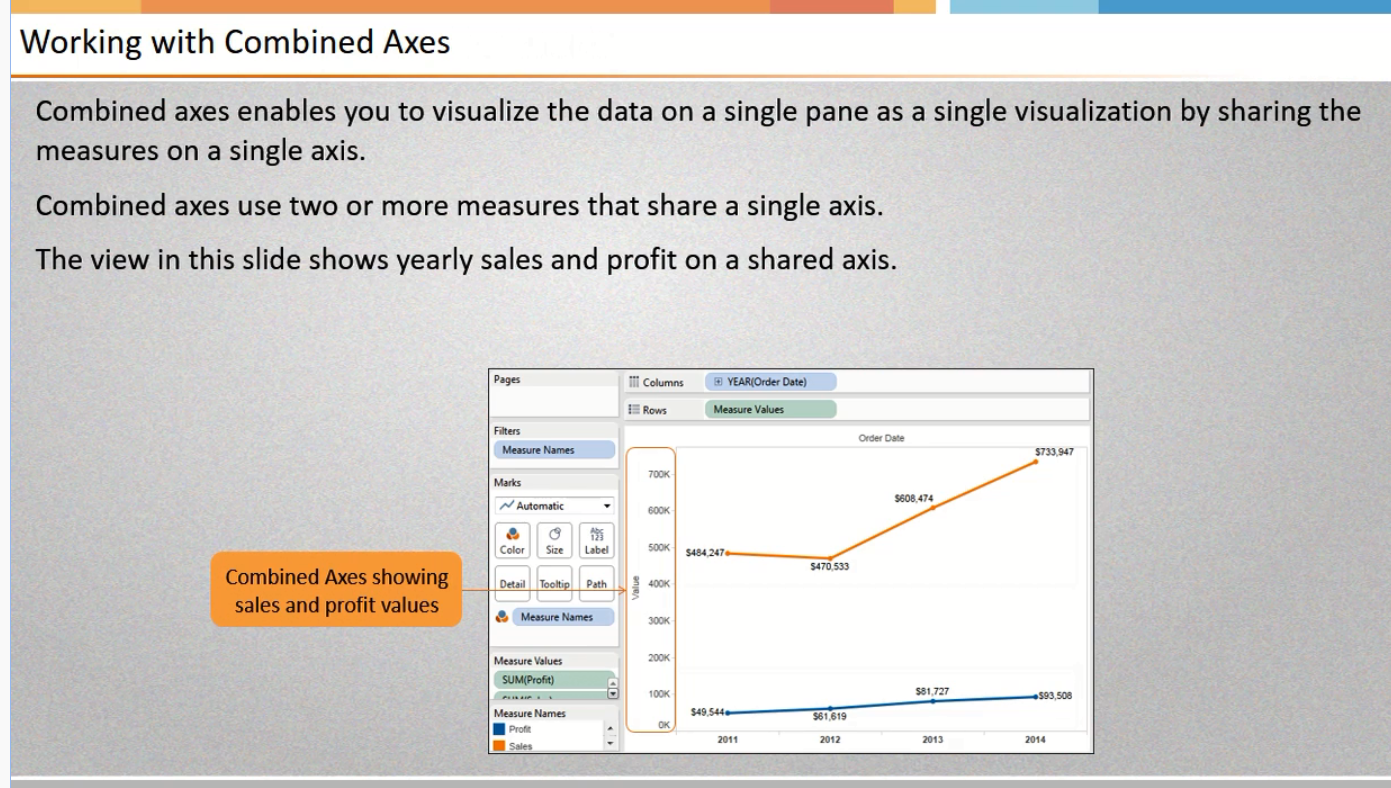 Working with Combined Axes
Combined axes enables you to visualize the data on a single pane as a single visualization by sharing the
measures on a single axis.
Combined axes use two or more measures that share a single axis.
The view in this slide shows yearly sales and profit on a shared axis.
Combined Axes showing
sales and profit values
Pages
Filters
Measure Names
Marks
Automatic
Color Size Abc 123 Label
Detail Tooltip Path
Measure Names
Measure Values
SUM(Profit)
Measure Names
Profit
Sales
Columns YEAR(Order Date)
Rows Measure Values
Order Date
Value
700K
600K
500K
400K
300K
200K
100K
0K
$484,247
$470,533
$608,474
$733,947
$49,544
$61,619
$81,727
$93,508
2011 2012 2013 2014